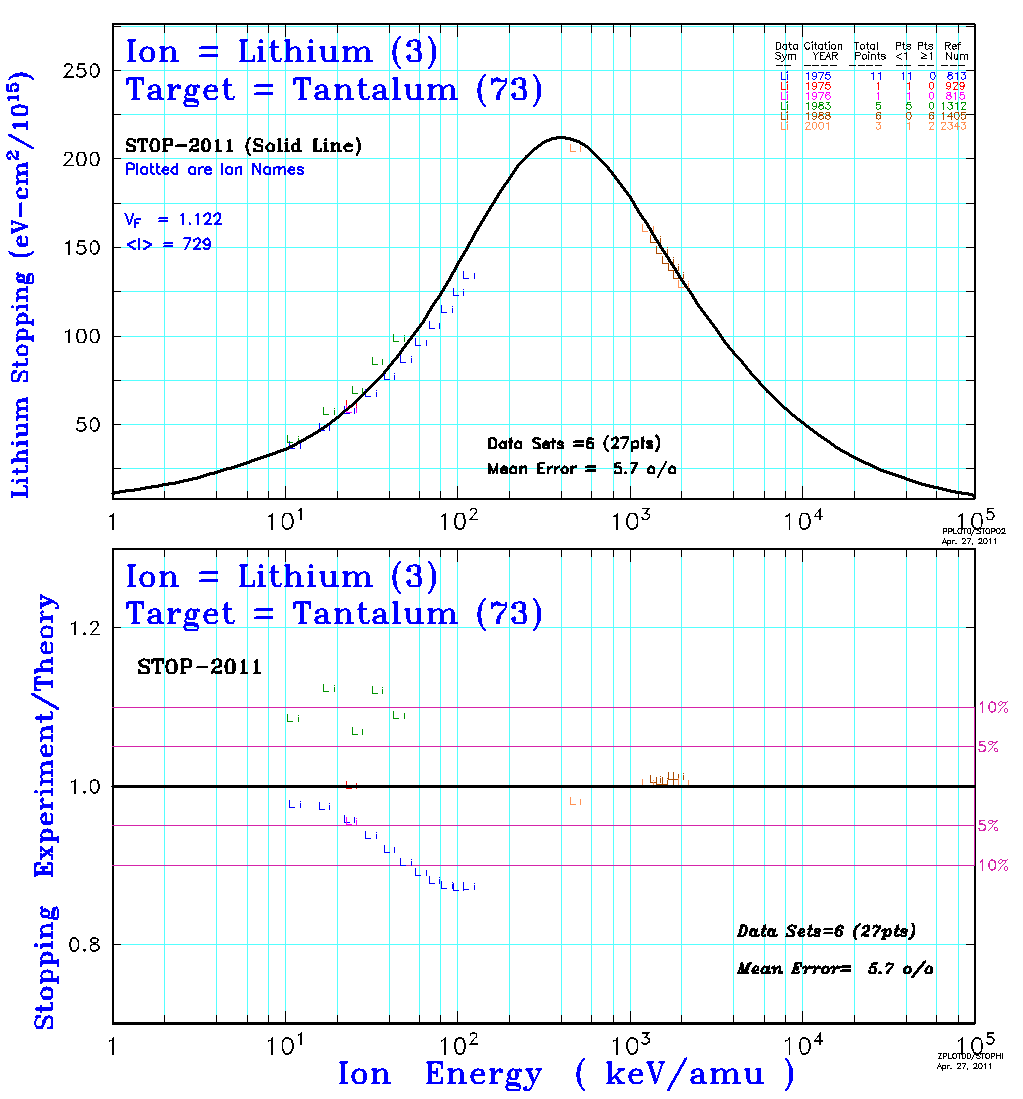 Ion = Lithium (3)
Target = Tantalum (73)
STOP-2011 (Solid Line)
Plotted are Ion Names
VF = 1.122
<I> = 729
Data Citation Total Pts Pts Ref
Sym YEAR Points <1 ≥1 Num
Li 1975 11 11 0 813
Li 1975 1 1 0 929
Li 1976 1 1 0 815
Li 1983 5 5 0 1312
Li 1988 6 0 6 1405
Li 2001 3 1 2 2343
Lithium Stopping (eV-cm²/10¹⁵)
250
200
150
100
50
Data Sets =6 (27pts)
Mean Error = 5.7 o/o
1 10¹ 10² 10³ 10⁴ 10⁵
PPLOT0/STOP02
Apr. 27, 2011
Ion = Lithium (3)
Target = Tantalum (73)
STOP-2011
Stopping Experiment/Theory
1.2
1.0
0.8
10%
5%
5%
10%
Data Sets=6 (27pts)
Mean Error= 5.7 o/o
1 10¹ 10² 10³ 10⁴ 10⁵
Ion Energy ( keV/amu )
Apr. 27, 2011